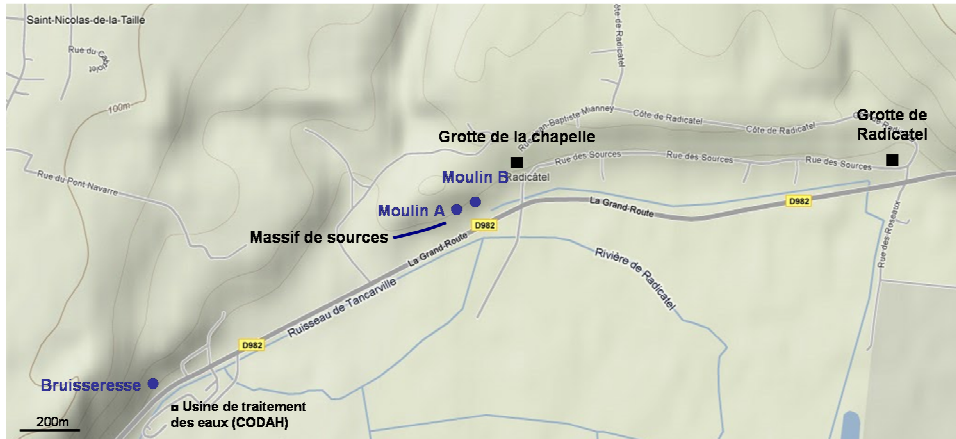 Saint-Nicolas-de-la-Taille
Rue du
100m
Côte de Radicatel
Grotte de
Radicatel
Grotte de la chapelle
Côte de Radicatel
Côte de Radicatel
Rue des Sources
Rue des Sources
Rue des Sources
Radicatel
Moulin B
Rue du Pont-Navarre
Moulin A
La Grand-Route
D982
D982
Massif de sources
La Grand-Route
Rue des Roseaux
Rivière de Radicatel
Ruisseau de Tancarville
D982
Bruisseresse
Usine de traitement
des eaux (CODAH)
200m